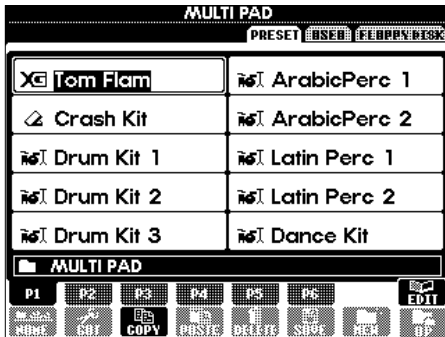 MULTI PAD
PRESET USER FLOPPY DISK
XG Tom Flam
ArabicPerc 1
Crash Kit
ArabicPerc 2
Drum Kit 1
Latin Perc 1
Drum Kit 2
Latin Perc 2
Drum Kit 3
Dance Kit
MULTI PAD
P1 P2 P3 P4 P5 P6 EDIT
NAME CUT COPY PASTE DELETE SAVE NEW UP